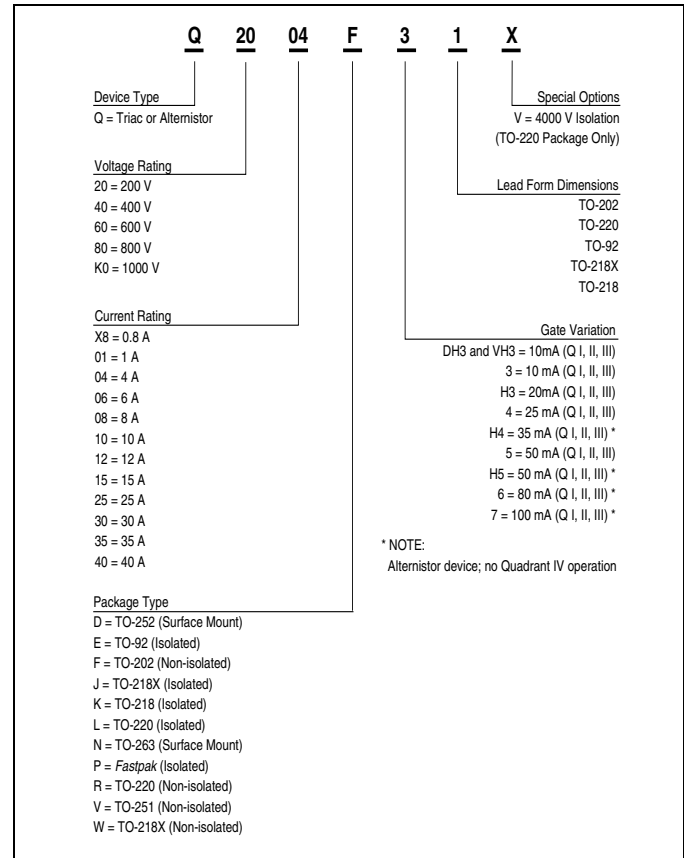 Q 20 04 F 3 1 X
Device Type
Q = Triac or Alternistor
Voltage Rating
20 = 200 V
40 = 400 V
60 = 600 V
80 = 800 V
K0 = 1000 V
Current Rating
X8 = 0.8 A
01 = 1 A
04 = 4 A
06 = 6 A
08 = 8 A
10 = 10 A
12 = 12 A
15 = 15 A
25 = 25 A
30 = 30 A
35 = 35 A
40 = 40 A
Package Type
D = TO-252 (Surface Mount)
E = TO-92 (Isolated)
F = TO-202 (Non-isolated)
J = TO-218X (Isolated)
K = TO-218 (Isolated)
L = TO-220 (Isolated)
N = TO-263 (Surface Mount)
P = Fastpak (Isolated)
R = TO-220 (Non-isolated)
V = TO-251 (Non-isolated)
W = TO-218X (Non-isolated)
Special Options
V = 4000 V Isolation
(TO-220 Package Only)
Lead Form Dimensions
TO-202
TO-220
TO-92
TO-218X
TO-218
Gate Variation
DH3 and VH3 = 10mA (Q I, II, III)
3 = 10 mA (Q I, II, III)
H3 = 20mA (Q I, II, III)
4 = 25 mA (Q I, II, III)
H4 = 35 mA (Q I, II, III) *
5 = 50 mA (Q I, II, III)
H5 = 50 mA (Q I, II, III) *
6 = 80 mA (Q I, II, III) *
7 = 100 mA (Q I, II, III) *
* NOTE:
Alternistor device; no Quadrant IV operation